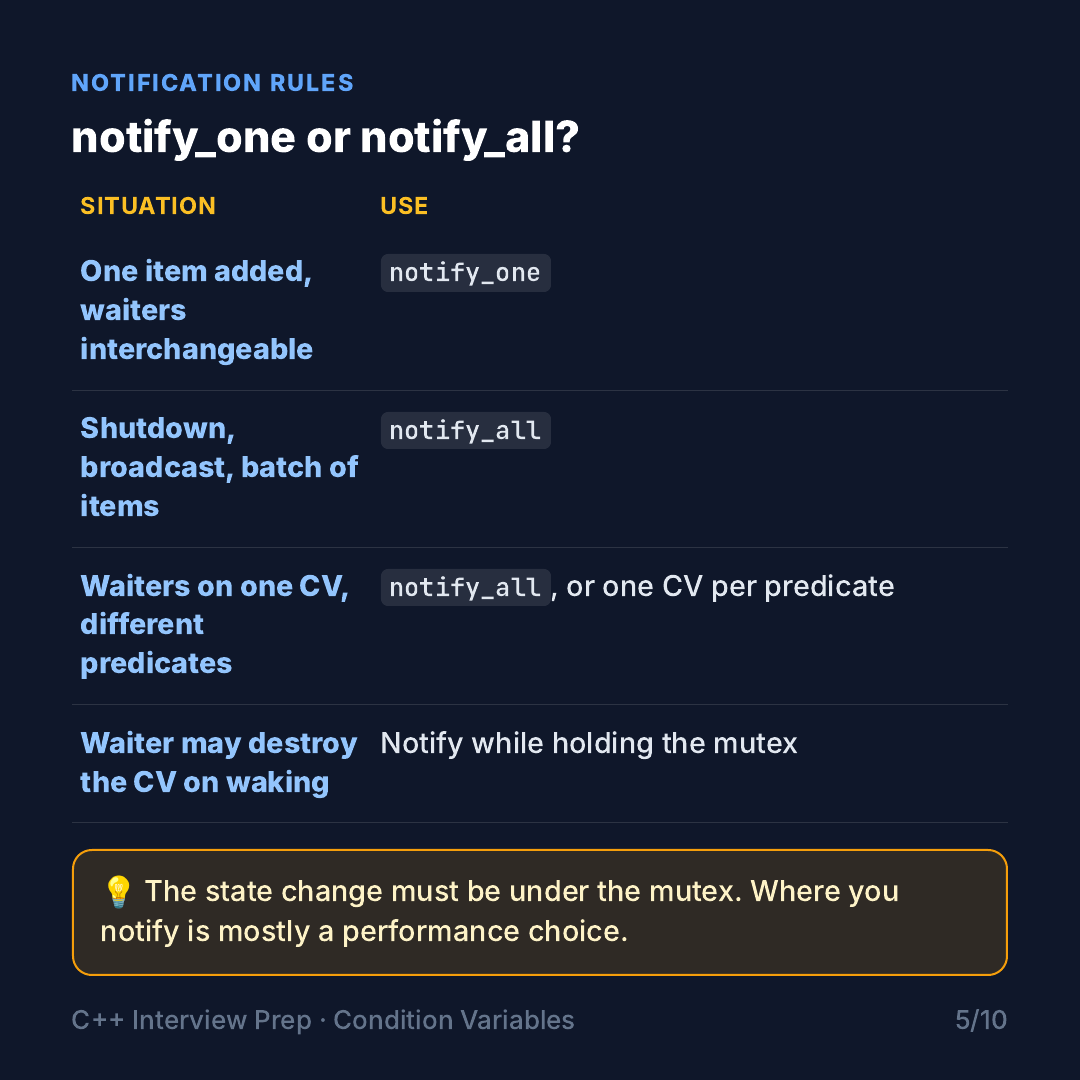 NOTIFICATION RULES
notify_one or notify_all?
SITUATION USE
One item added, notify_one
waiters
interchangeable
Shutdown, notify_all
broadcast, batch of
items
Waiters on one CV, notify_all, or one CV per predicate
different
predicates
Waiter may destroy Notify while holding the mutex
the CV on waking
💡 The state change must be under the mutex. Where you
notify is mostly a performance choice.
C++ Interview Prep · Condition Variables 5/10